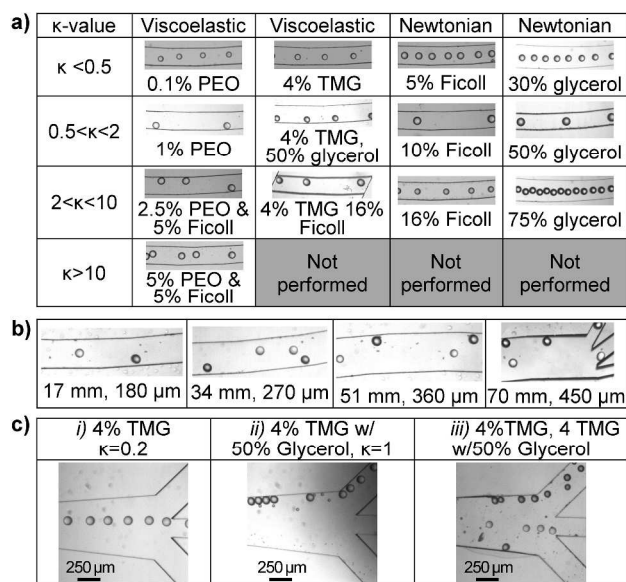 a)
κ-value
Viscoelastic
Viscoelastic
Newtonian
Newtonian
κ <0.5
0.1% PEO
4% TMG
5% Ficoll
30% glycerol
0.5<κ<2
1% PEO
4% TMG,
50% glycerol
10% Ficoll
50% glycerol
2<κ<10
2.5% PEO &
5% Ficoll
4% TMG 16%
Ficoll
16% Ficoll
75% glycerol
κ>10
5% PEO &
5% Ficoll
Not
performed
Not
performed
Not
performed
b)
17 mm, 180 µm
34 mm, 270 µm
51 mm, 360 µm
70 mm, 450 µm
c)
i) 4% TMG
κ=0.2
ii) 4% TMG w/
50% Glycerol, κ=1
iii) 4%TMG, 4 TMG
w/50% Glycerol
250 µm
250 µm
250 µm